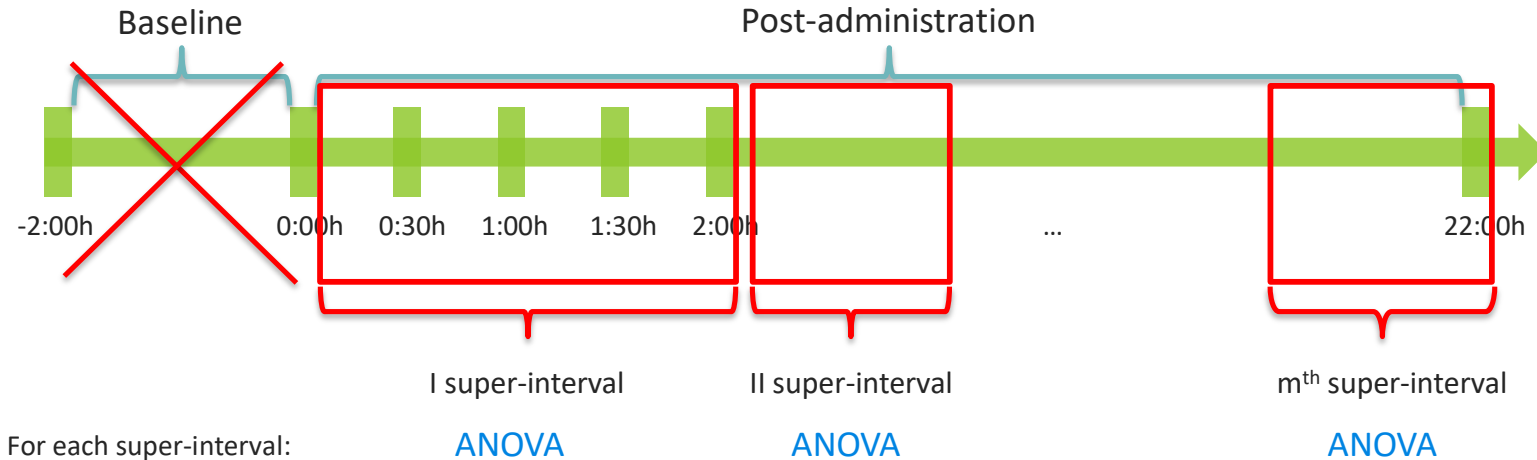 Baseline
Post-administration
-2:00h 0:00h 0:30h 1:00h 1:30h 2:00h ... 22:00h
I super-interval II super-interval mth super-interval
For each super-interval: ANOVA ANOVA ANOVA